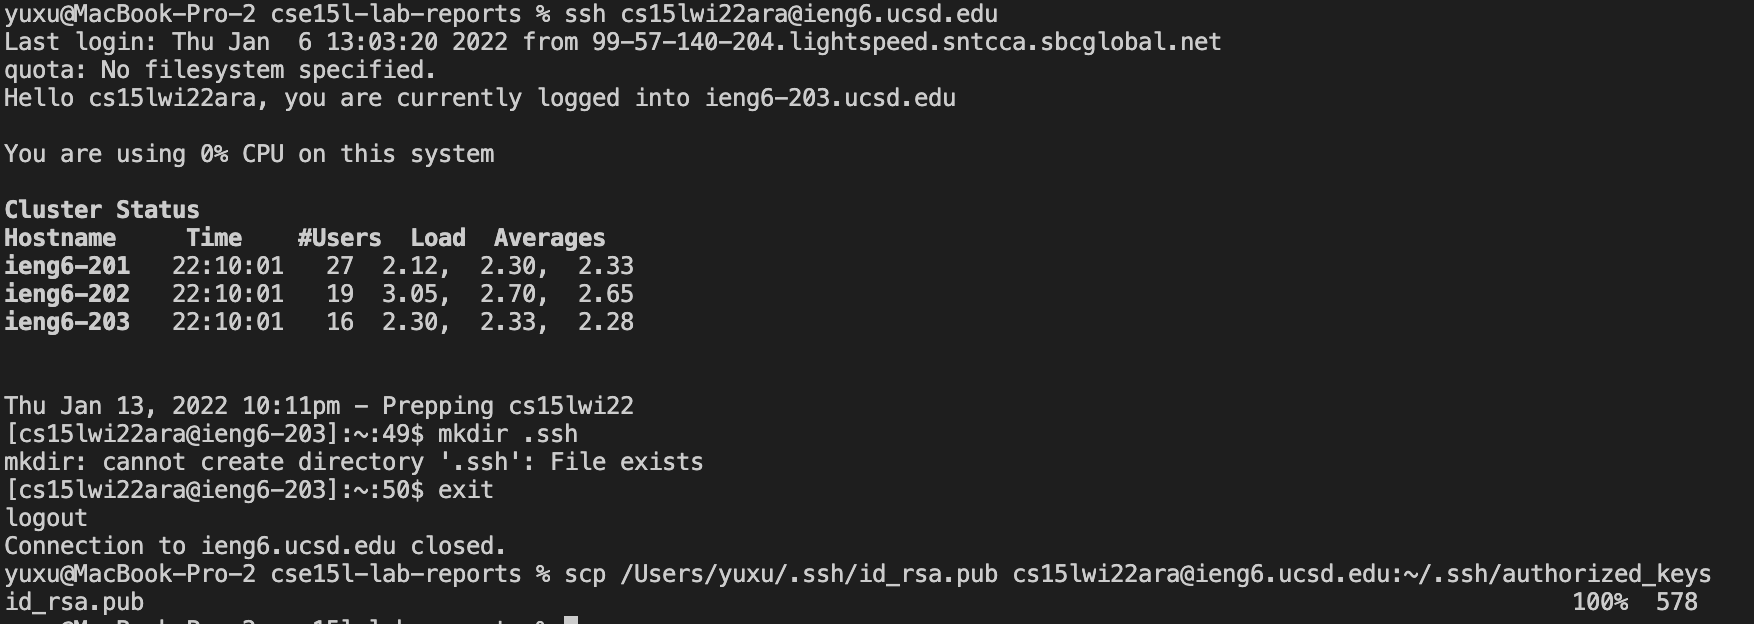 yuxu@MacBook-Pro-2 cse15l-lab-reports % ssh cs15lwi22ara@ieng6.ucsd.edu
Last login: Thu Jan  6 13:03:20 2022 from 99-57-140-204.lightspeed.sntcca.sbcglobal.net
quota: No filesystem specified.
Hello cs15lwi22ara, you are currently logged into ieng6-203.ucsd.edu
You are using 0% CPU on this system
Cluster Status
Hostname     Time    #Users  Load  Averages
ieng6-201   22:10:01   27  2.12,  2.30,  2.33
ieng6-202   22:10:01   19  3.05,  2.70,  2.65
ieng6-203   22:10:01   16  2.30,  2.33,  2.28
Thu Jan 13, 2022 10:11pm - Prepping cs15lwi22
[cs15lwi22ara@ieng6-203]:~:49$ mkdir .ssh
mkdir: cannot create directory '.ssh': File exists
[cs15lwi22ara@ieng6-203]:~:50$ exit
logout
Connection to ieng6.ucsd.edu closed.
yuxu@MacBook-Pro-2 cse15l-lab-reports % scp /Users/yuxu/.ssh/id_rsa.pub cs15lwi22ara@ieng6.ucsd.edu:~/.ssh/authorized_keys
id_rsa.pub 100%  578